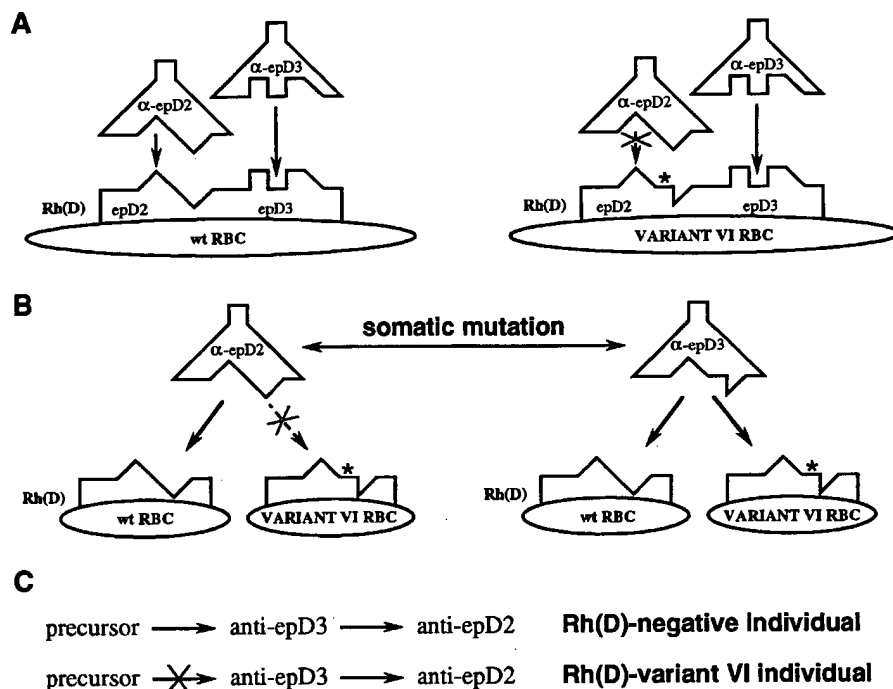 A
α-epD2
α-epD3
Rh(D)
epD2
epD3
wt RBC
α-epD2
α-epD3
*
Rh(D)
epD2
epD3
VARIANT VI RBC
B
α-epD2
somatic mutation
α-epD3
Rh(D)
wt RBC
*
VARIANT VI RBC
Rh(D)
wt RBC
*
VARIANT VI RBC
C
precursor anti-epD3 anti-epD2 Rh(D)-negative individual
precursor anti-epD3 anti-epD2 Rh(D)-variant VI individual